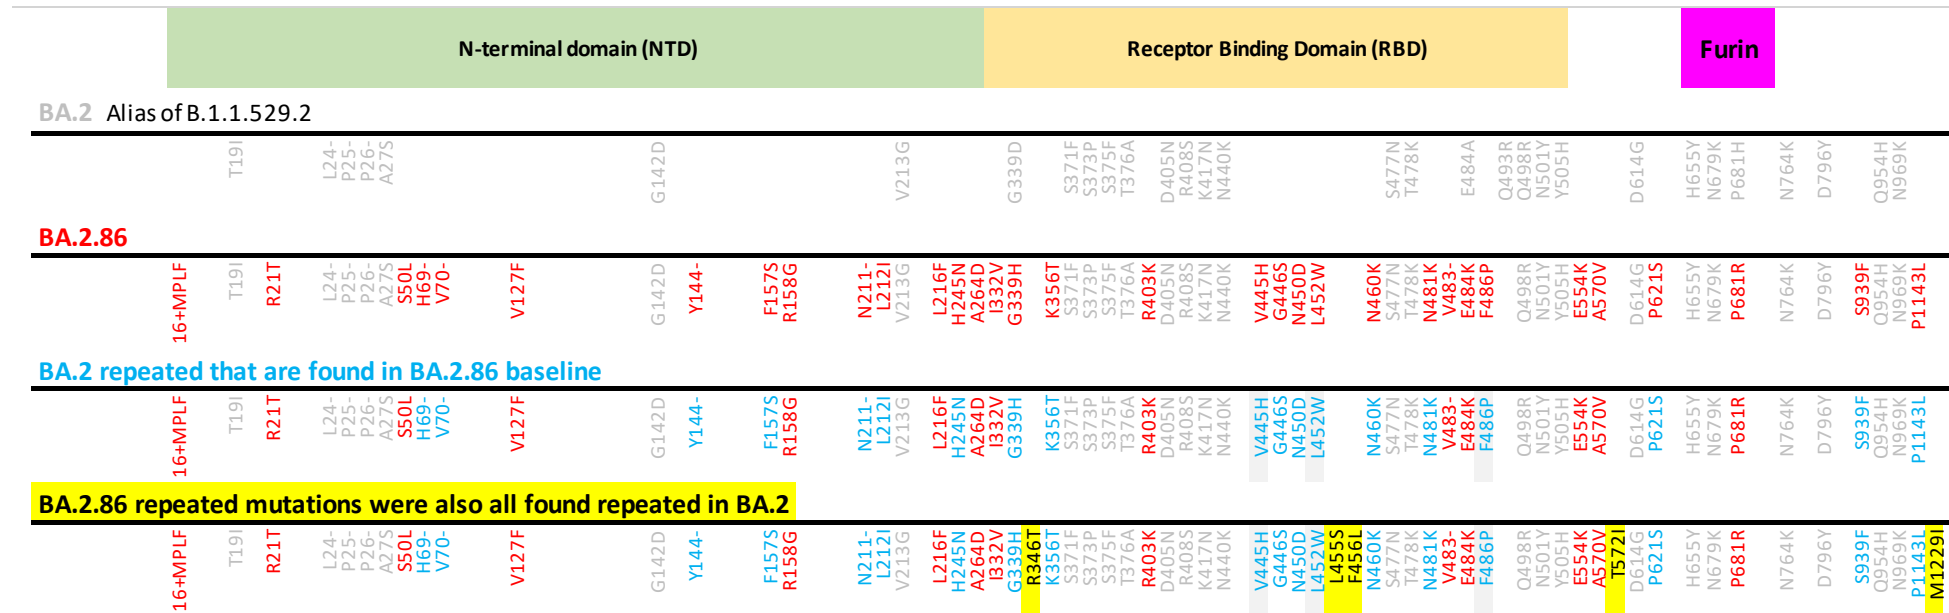 N-terminal domain (NTD) Receptor Binding Domain (RBD) Furin
BA.2 Alias of B.1.1.529.2
T19I L24- P25- P26- A27S G142D V213G G339D S371F S373P S375F T376A D405N R408S K417N N440K S477N T478K E484A Q493R Q498R N501Y Y505H D614G H655Y N679K P681H N764K D796Y Q954H N969K
BA.2.86
16+MPLF T19I R21T L24- P25- P26- A27S S50L H69- V70- V127F G142D Y144- F157S R158G N211- L212I V213G L216F H245N A264D I332V G339H K356T S371F S373P S375F T376A R403K D405N R408S K417N N440K V445H G446S N450D L452W N460K S477N T478K N481K V483- E484K F486P Q498R N501Y Y505H E554K A570V D614G P621S H655Y N679K P681R N764K D796Y S939F Q954H N969K P1143L
BA.2 repeated that are found in BA.2.86 baseline
16+MPLF T19I R21T L24- P25- P26- A27S S50L H69- V70- V127F G142D Y144- F157S R158G N211- L212I V213G L216F H245N A264D I332V G339H K356T S371F S373P S375F T376A R403K D405N R408S K417N N440K V445H G446S N450D L452W N460K S477N T478K N481K V483- E484K F486P Q498R N501Y Y505H E554K A570V D614G P621S H655Y N679K P681R N764K D796Y S939F Q954H N969K P1143L
BA.2.86 repeated mutations were also all found repeated in BA.2
16+MPLF T19I R21T L24- P25- P26- A27S S50L H69- V70- V127F G142D Y144- F157S R158G N211- L212I V213G L216F H245N A264D I332V G339H R346T K356T S371F S373P S375F T376A R403K D405N R408S K417N N440K V445H G446S N450D L452W L455S F456L N460K S477N T478K N481K V483- E484K F486P Q498R N501Y Y505H E554K A570V T572I D614G P621S H655Y N679K P681R N764K D796Y S939F Q954H N969K P1143L M1229I